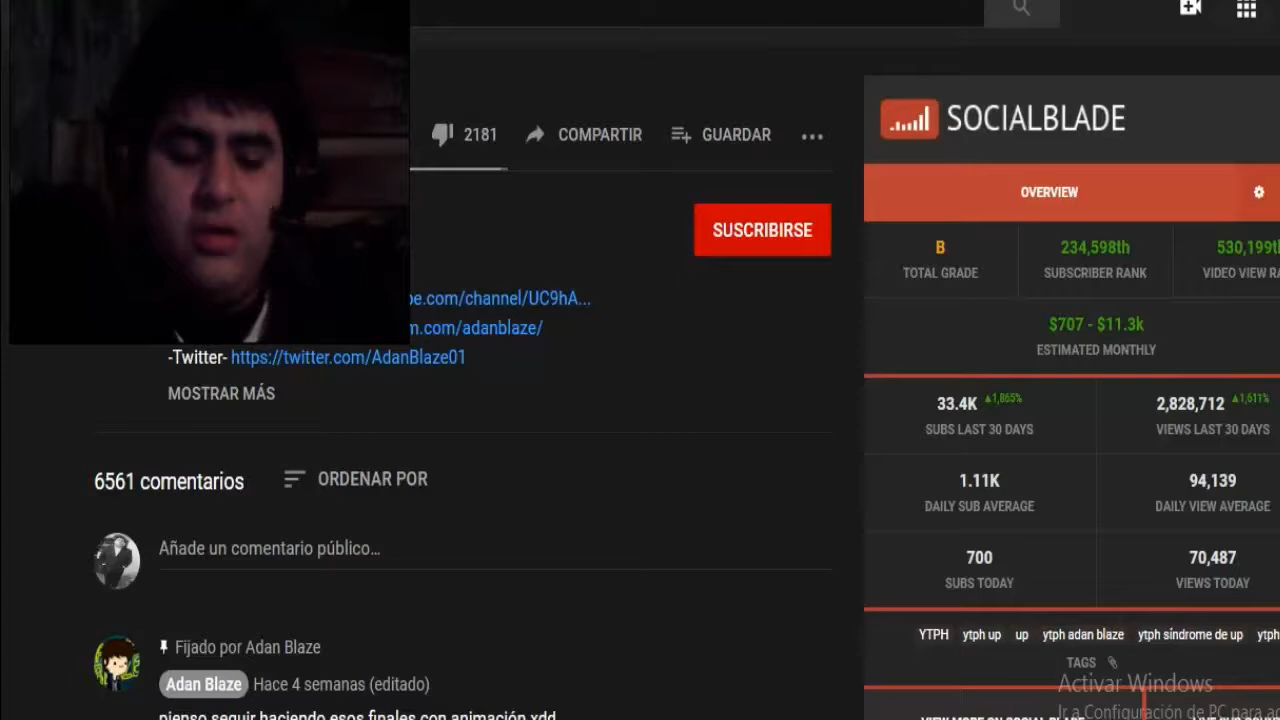 2181 COMPARTIR GUARDAR
SUSCRIBIRSE
be.com/channel/UC9hA...
m.com/adanblaze/
-Twitter- https://twitter.com/AdanBlaze01
MOSTRAR MÁS
6561 comentarios ORDENAR POR
Añade un comentario público...
Fijado por Adan Blaze
Adan Blaze Hace 4 semanas (editado)
pienso seguir haciendo esos finales con animación xdd
SOCIALBLADE
OVERVIEW
B 234,598th 530,199th
TOTAL GRADE SUBSCRIBER RANK VIDEO VIEW RA
$707 - $11.3k
ESTIMATED MONTHLY
33.4K ▲1,865% 2,828,712 ▲1,611%
SUBS LAST 30 DAYS VIEWS LAST 30 DAYS
1.11K 94,139
DAILY SUB AVERAGE DAILY VIEW AVERAGE
700 70,487
SUBS TODAY VIEWS TODAY
YTPH ytph up up ytph adan blaze ytph síndrome de up ytph
TAGS
Activar Windows
Ir a Configuración de PC para ac
VIEW MORE ON SOCIAL BLADE